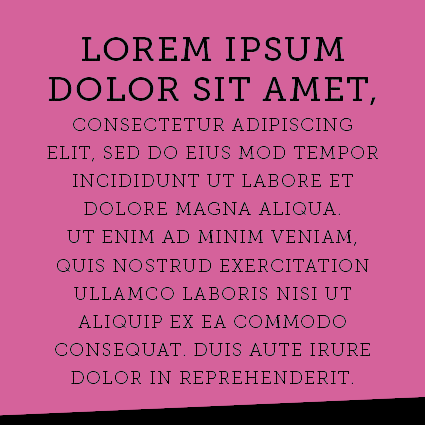 LOREM IPSUM
DOLOR SIT AMET,
CONSECTETUR ADIPISCING
ELIT, SED DO EIUS MOD TEMPOR
INCIDIDUNT UT LABORE ET
DOLORE MAGNA ALIQUA.
UT ENIM AD MINIM VENIAM,
QUIS NOSTRUD EXERCITATION
ULLAMCO LABORIS NISI UT
ALIQUIP EX EA COMMODO
CONSEQUAT. DUIS AUTE IRURE
DOLOR IN REPREHENDERIT.